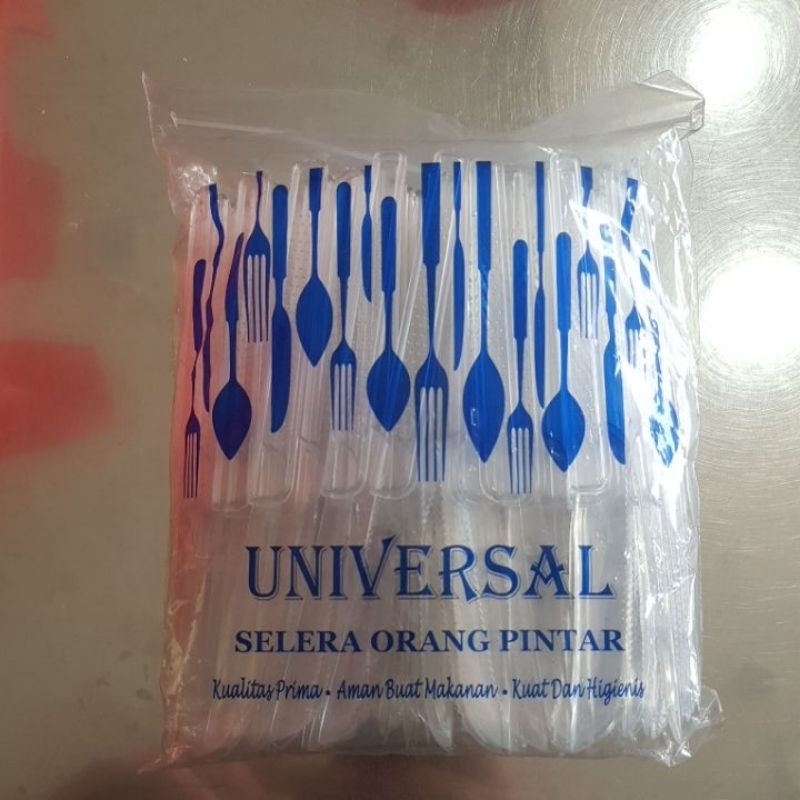 UNIVERSAL
SELERA ORANG PINTAR
Kualitas Prima • Aman Buat Makanan • Kuat Dan Higienis